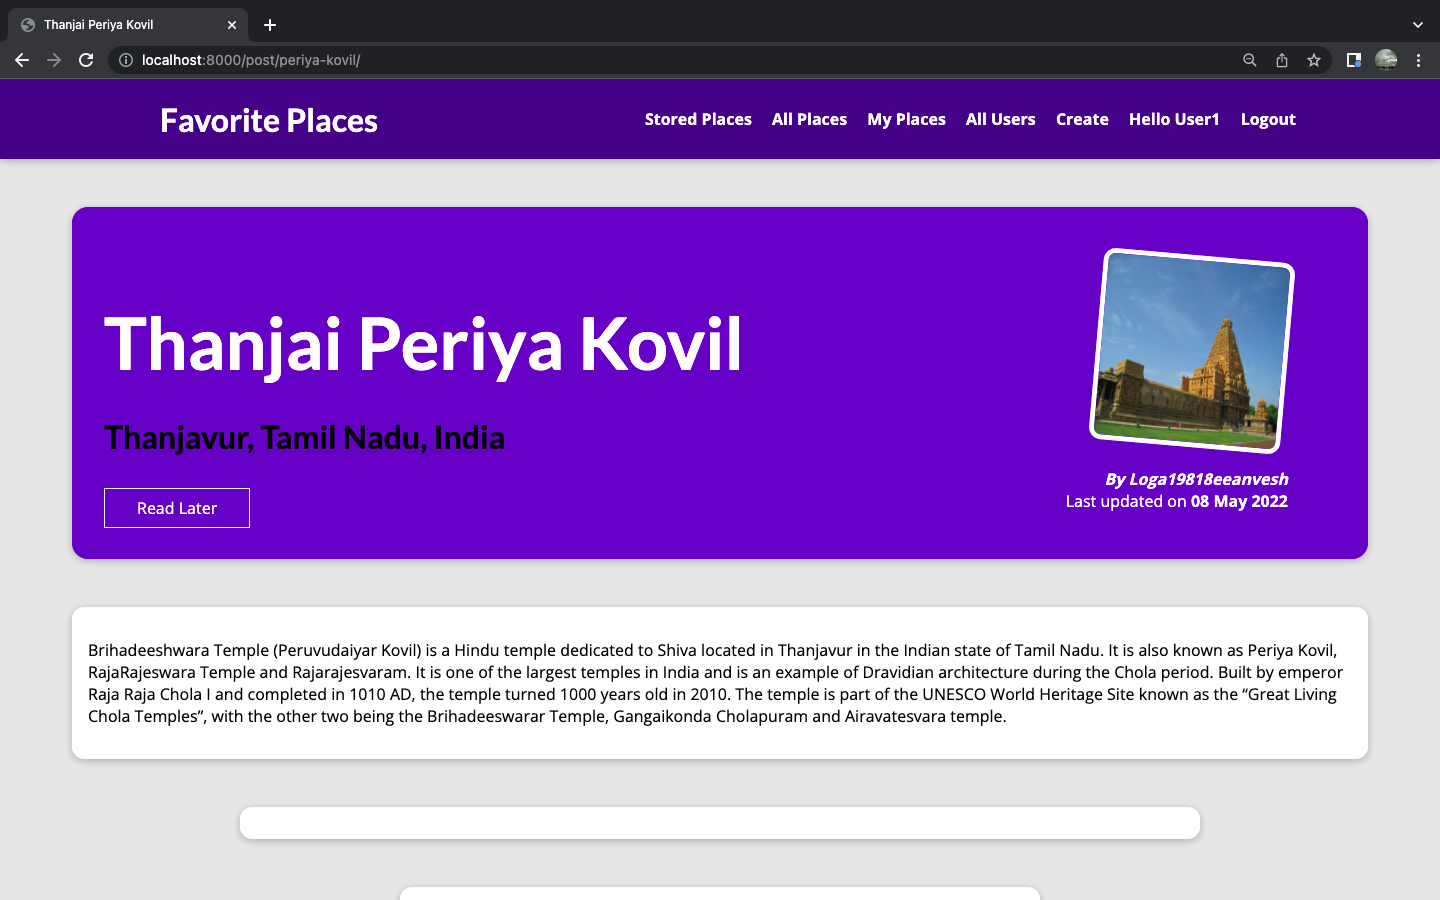 Thanjai Periya Kovil
localhost:8000/post/periya-kovil/
Favorite Places
Stored Places All Places My Places All Users Create Hello User1 Logout
Thanjai Periya Kovil
Thanjavur, Tamil Nadu, India
Read Later
By Loga19818eeanvesh
Last updated on 08 May 2022
Brihadeeshwara Temple (Peruvudaiyar Kovil) is a Hindu temple dedicated to Shiva located in Thanjavur in the Indian state of Tamil Nadu. It is also known as Periya Kovil,
RajaRajeswara Temple and Rajarajesvaram. It is one of the largest temples in India and is an example of Dravidian architecture during the Chola period. Built by emperor
Raja Raja Chola I and completed in 1010 AD, the temple turned 1000 years old in 2010. The temple is part of the UNESCO World Heritage Site known as the “Great Living
Chola Temples”, with the other two being the Brihadeeswarar Temple, Gangaikonda Cholapuram and Airavatesvara temple.